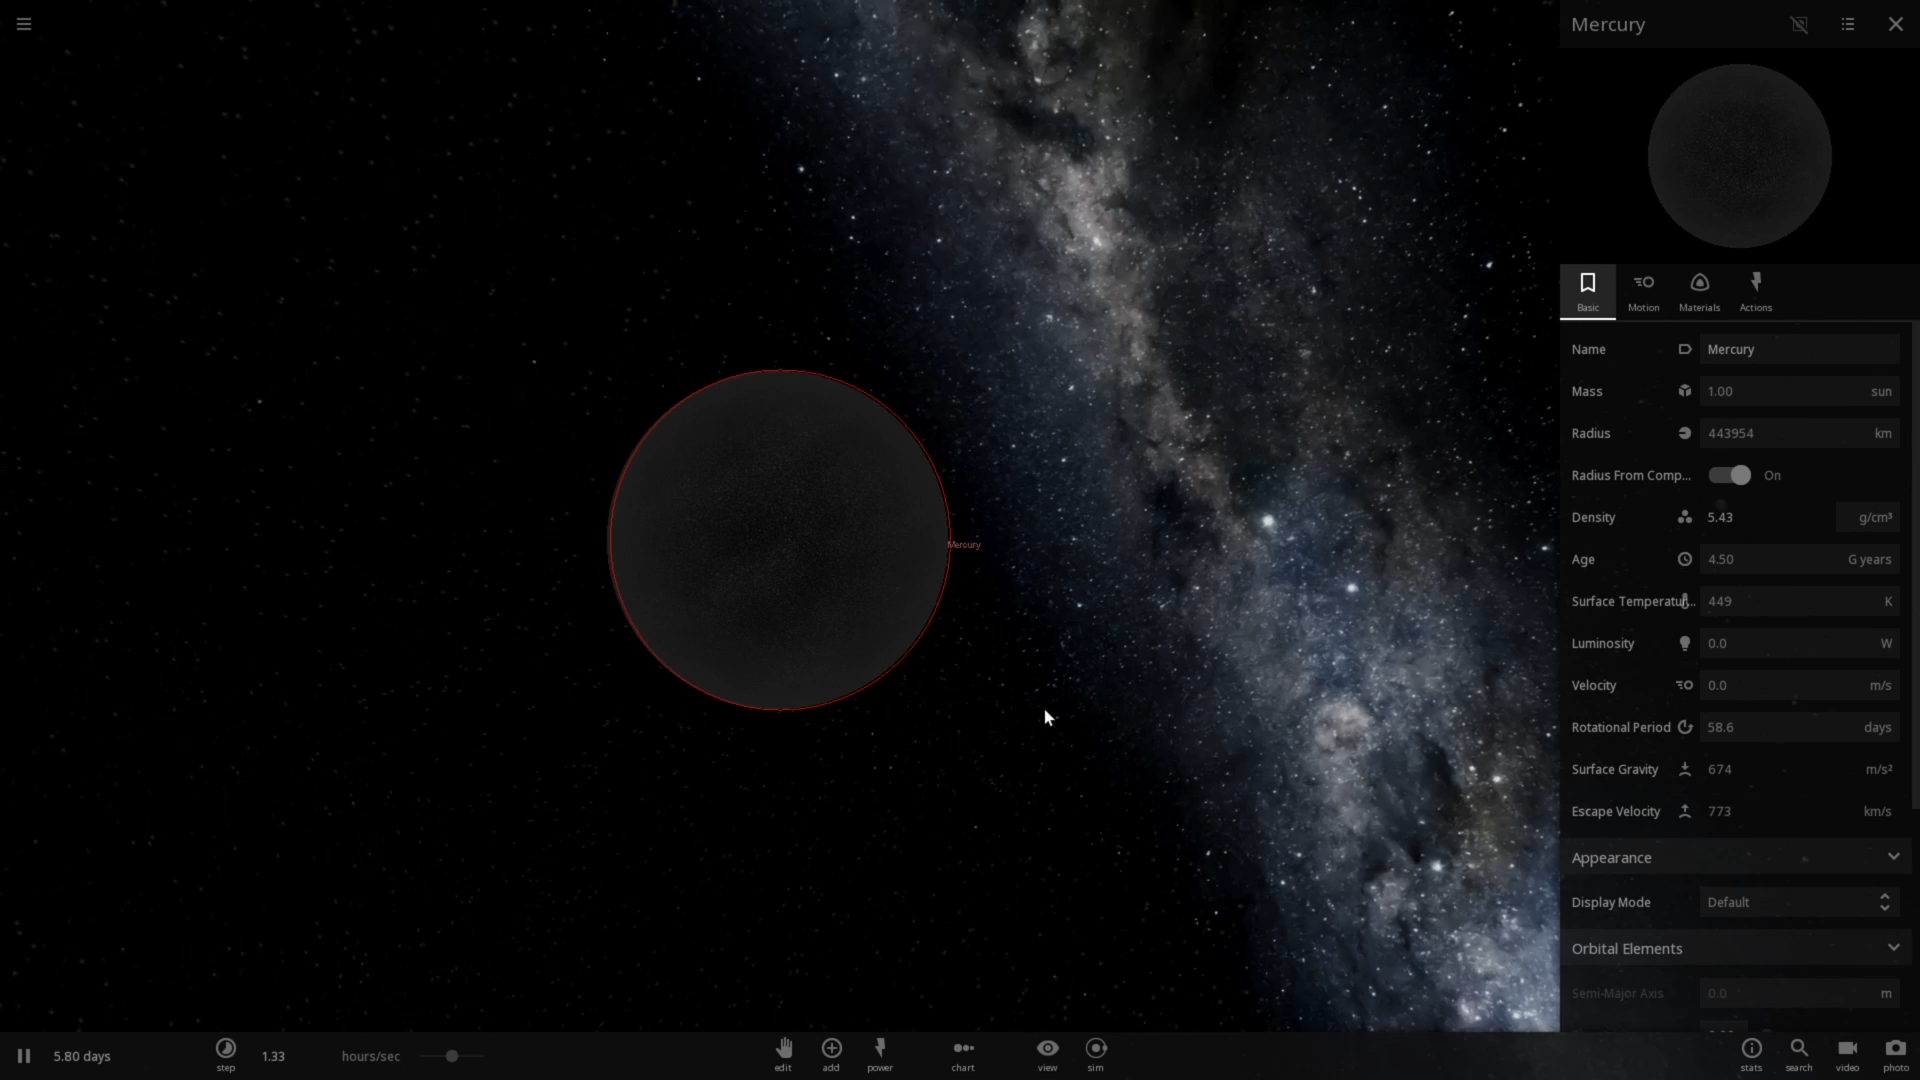 Mercury
Basic
Motion
Materials
Actions
Name
Mercury
Mass
1.00
sun
Radius
443954
km
Radius From Comp...
On
Density
5.43
g/cm³
Age
4.50
G years
Surface Temperatur...
449
K
Luminosity
0.0
W
Velocity
0.0
m/s
Rotational Period
58.6
days
Surface Gravity
674
m/s²
Escape Velocity
773
km/s
Appearance
Display Mode
Default
Orbital Elements
Semi-Major Axis
0.0
m
Mercury
5.80 days
step
1.33
hours/sec
edit
add
power
chart
view
sim
stats
search
video
photo